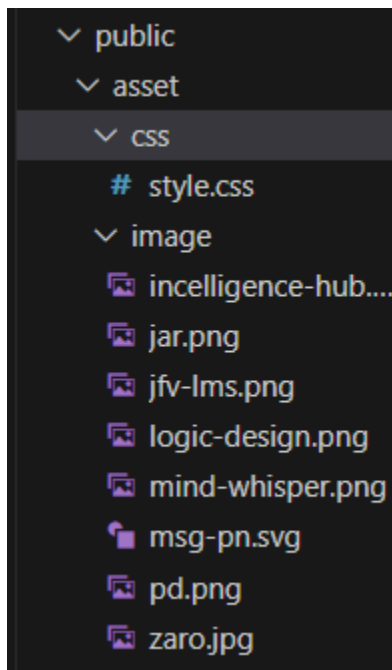 public
asset
css
# style.css
image
incelligence-hub....
jar.png
jfv-lms.png
logic-design.png
mind-whisper.png
msg-pn.svg
pd.png
zaro.jpg